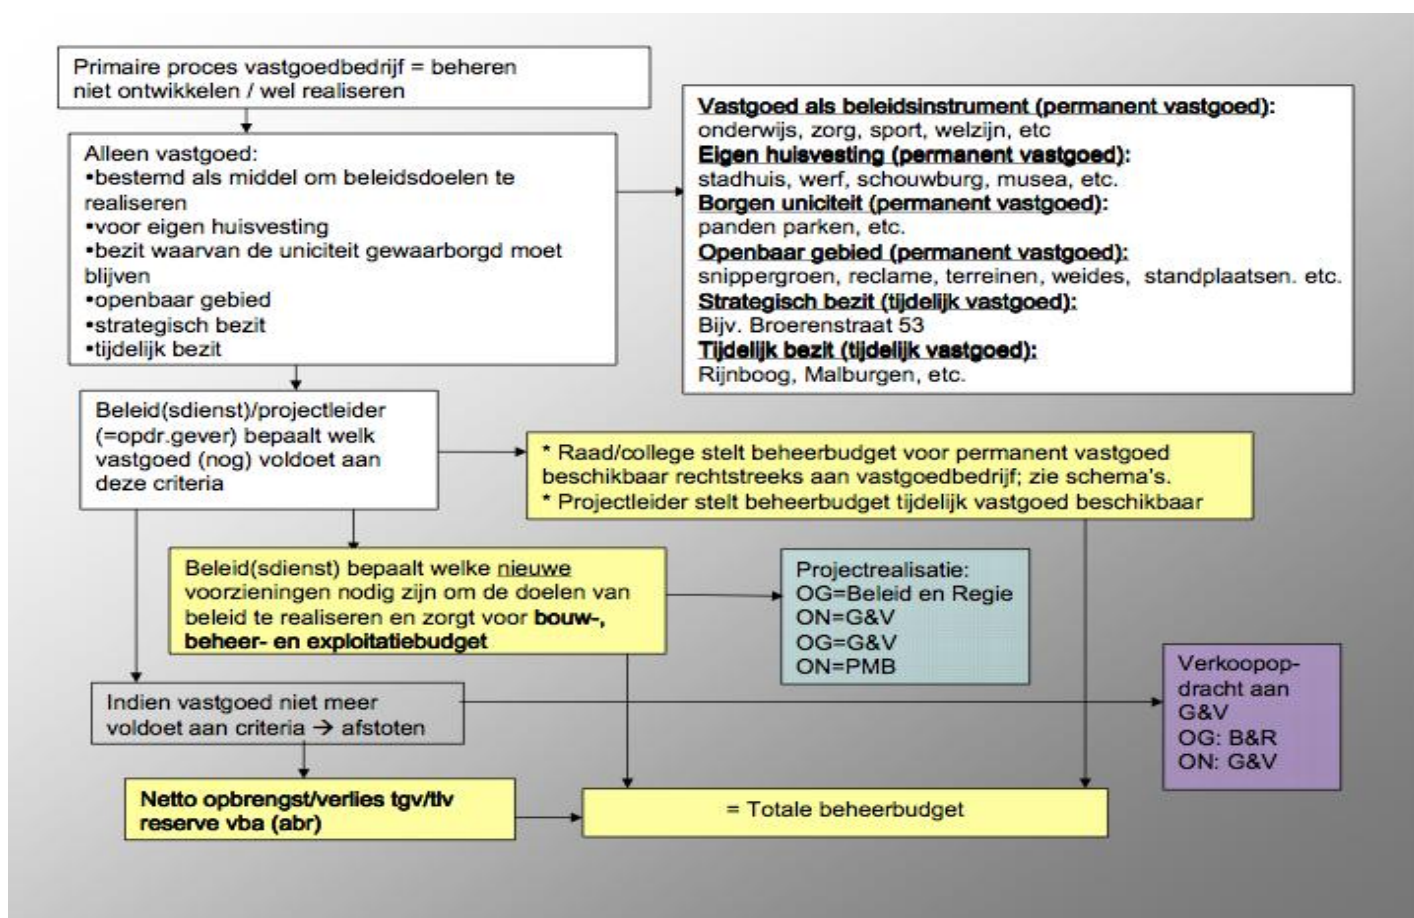 Primaire proces vastgoedbedrijf = beheren
niet ontwikkelen / wel realiseren
Alleen vastgoed:
•bestemd als middel om beleidsdoelen te
realiseren
•voor eigen huisvesting
•bezit waarvan de uniciteit gewaarborgd moet
blijven
•openbaar gebied
•strategisch bezit
•tijdelijk bezit
Vastgoed als beleidsinstrument (permanent vastgoed):
onderwijs, zorg, sport, welzijn, etc
Eigen huisvesting (permanent vastgoed):
stadhuis, werf, schouwburg, musea, etc.
Borgen uniciteit (permanent vastgoed):
panden parken, etc.
Openbaar gebied (permanent vastgoed):
snippergroen, reclame, terreinen, weides, standplaatsen. etc.
Strategisch bezit (tijdelijk vastgoed):
Bijv. Broerenstraat 53
Tijdelijk bezit (tijdelijk vastgoed):
Rijnboog, Malburgen, etc.
Beleid(sdienst)/projectleider
(=opdr.gever) bepaalt welk
vastgoed (nog) voldoet aan
deze criteria
* Raad/college stelt beheerbudget voor permanent vastgoed
beschikbaar rechtstreeks aan vastgoedbedrijf; zie schema's.
* Projectleider stelt beheerbudget tijdelijk vastgoed beschikbaar
Beleid(sdienst) bepaalt welke nieuwe
voorzieningen nodig zijn om de doelen van
beleid te realiseren en zorgt voor bouw-,
beheer- en exploitatiebudget
Projectrealisatie:
OG=Beleid en Regie
ON=G&V
OG=G&V
ON=PMB
Indien vastgoed niet meer
voldoet aan criteria → afstoten
Verkoopop-
dracht aan
G&V
OG: B&R
ON: G&V
Netto opbrengst/verlies tgv/tlv
reserve vba (abr)
= Totale beheerbudget